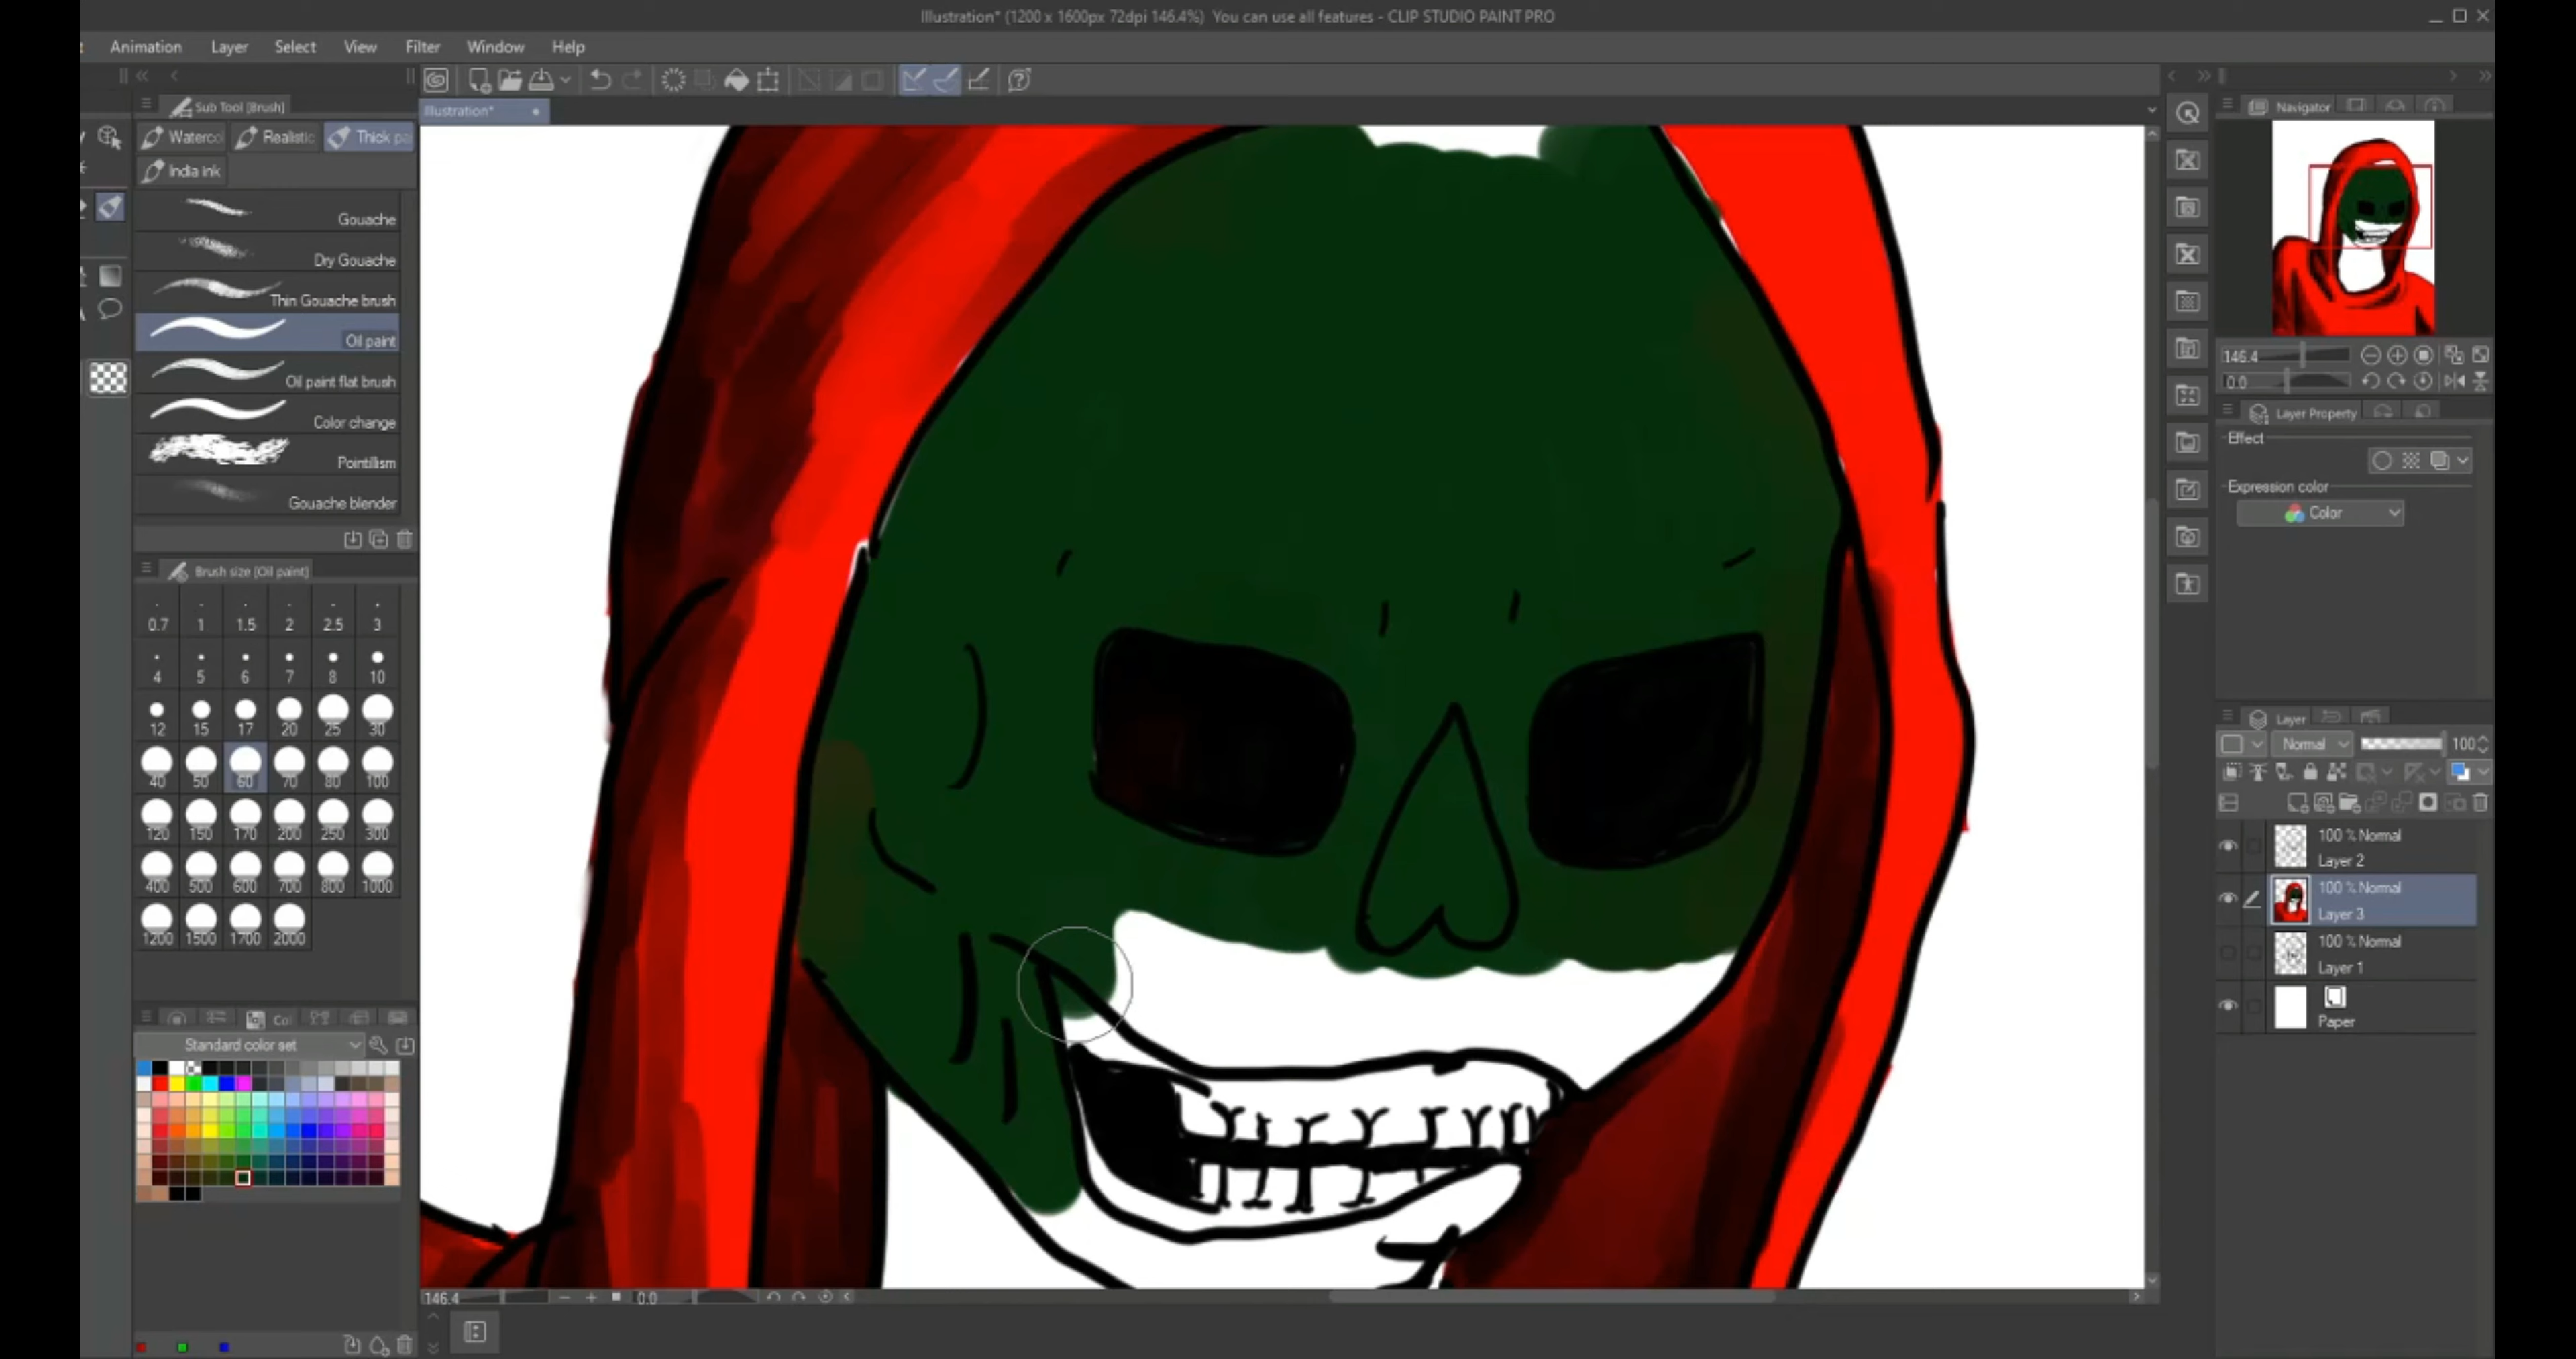 Illustration* (1200 x 1600px 72dpi 146.4%) You can use all features - CLIP STUDIO PAINT PRO
Animation Layer Select View Filter Window Help
Sub Tool [Brush]
Waterco Realistic Thick pa
India ink
Gouache
Dry Gouache
Thin Gouache brush
Oil paint
Oil paint flat brush
Color change
Pointillism
Gouache blender
Brush size [Oil paint]
0.7 1 1.5 2 2.5 3
4 5 6 7 8 10
12 15 17 20 25 30
40 50 60 70 80 100
120 150 170 200 250 300
400 500 600 700 800 1000
1200 1500 1700 2000
Col
Standard color set
Illustration*
146.4 0.0
Navigator
146.4
0.0
Layer Property
Effect
Expression color
Color
Layer
Normal 100
100 % Normal
Layer 2
100 % Normal
Layer 3
100 % Normal
Layer 1
Paper